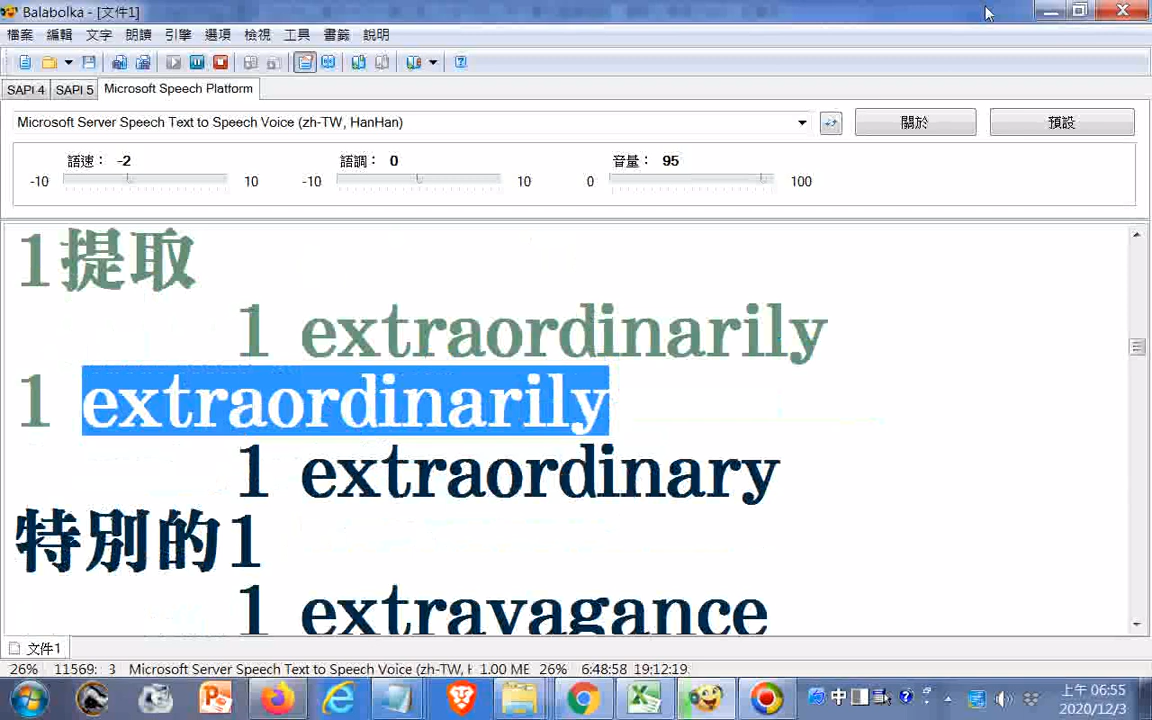 Balabolka - [文件1]
檔案 編輯 文字 朗讀 引擎 選項 檢視 工具 書籤 說明
SAPI 4 SAPI 5 Microsoft Speech Platform
Microsoft Server Speech Text to Speech Voice (zh-TW, HanHan) 關於 預設
語速： -2 語調： 0 音量： 95
-10 10 -10 10 0 100
1提取
1 extraordinarily
1 extraordinarily
1 extraordinary
特別的1
1 extravagance
文件1
26% 11569: 3 Microsoft Server Speech Text to Speech Voice (zh-TW, 1.00 ME 26% 6:48:58 19:12:19
中 上午 06:55
2020/12/3